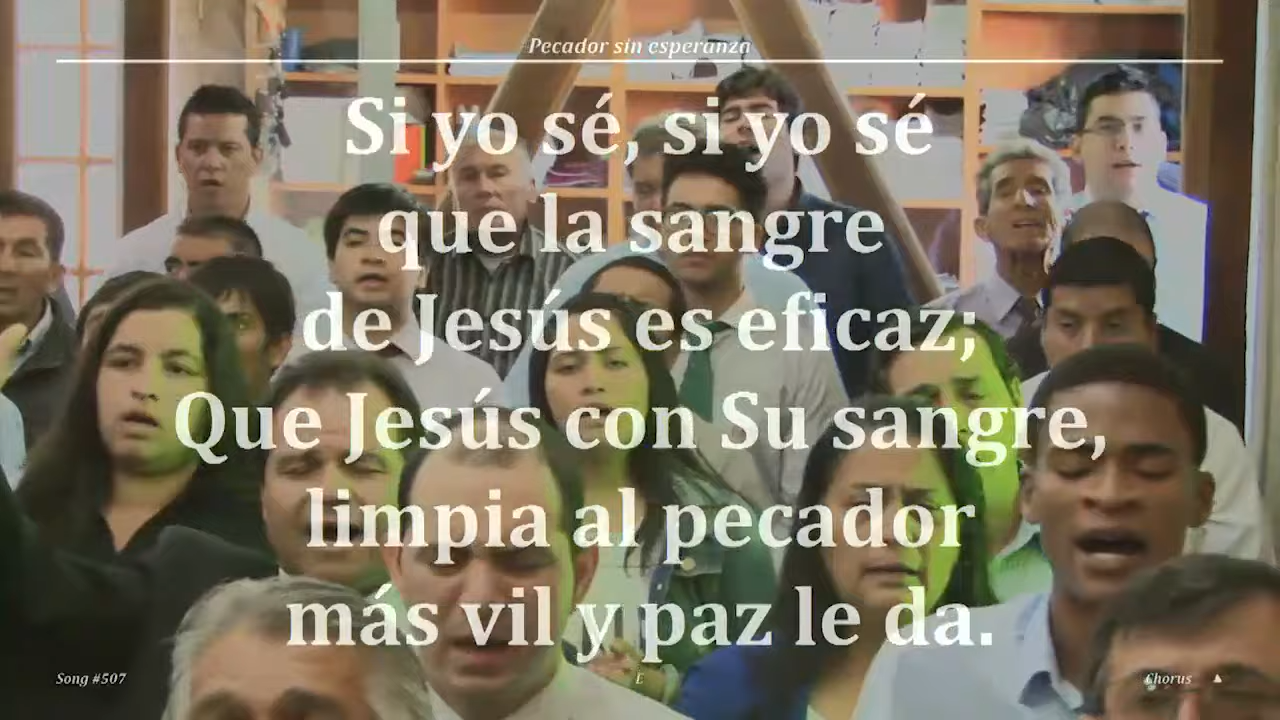 Pecador sin esperanza
Si yo sé, si yo sé
que la sangre
de Jesús es eficaz;
Que Jesús con Su sangre,
limpia al pecador
más vil y paz le da.
Song #507
E
Chorus ▲